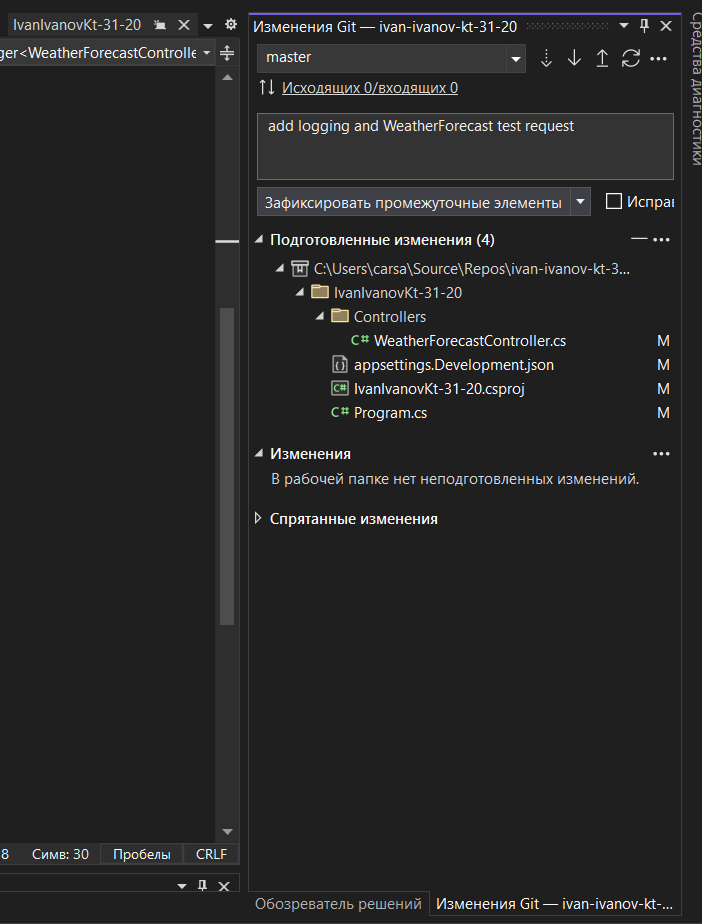 IvanIvanovKt-31-20
Изменения Git — ivan-ivanov-kt-31-20
ger<WeatherForecastControlle
master
Исходящих 0/входящих 0
add logging and WeatherForecast test request
Зафиксировать промежуточные элементы
Исправ
Подготовленные изменения (4)
C:\Users\carsa\Source\Repos\ivan-ivanov-kt-3...
IvanIvanovKt-31-20
Controllers
C# WeatherForecastController.cs M
appsettings.Development.json M
C# IvanIvanovKt-31-20.csproj M
C# Program.cs M
Изменения
В рабочей папке нет неподготовленных изменений.
Спрятанные изменения
8 Симв: 30 Пробелы CRLF
Обозреватель решений Изменения Git — ivan-ivanov-kt-...
Средства диагностики